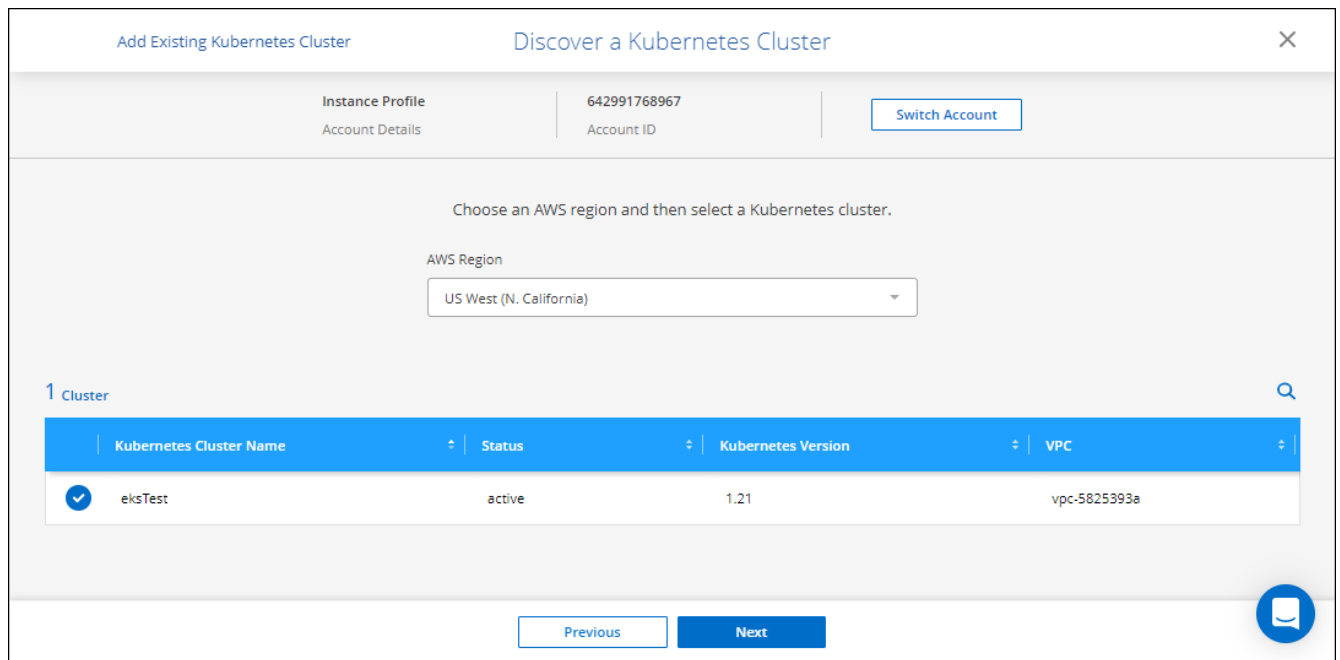 Add Existing Kubernetes Cluster
Discover a Kubernetes Cluster
Instance Profile
Account Details
642991768967
Account ID
Switch Account
Choose an AWS region and then select a Kubernetes cluster.
AWS Region
US West (N. California)
1 Cluster
Kubernetes Cluster Name Status Kubernetes Version VPC
eksTest active 1.21 vpc-5825393a
Previous Next